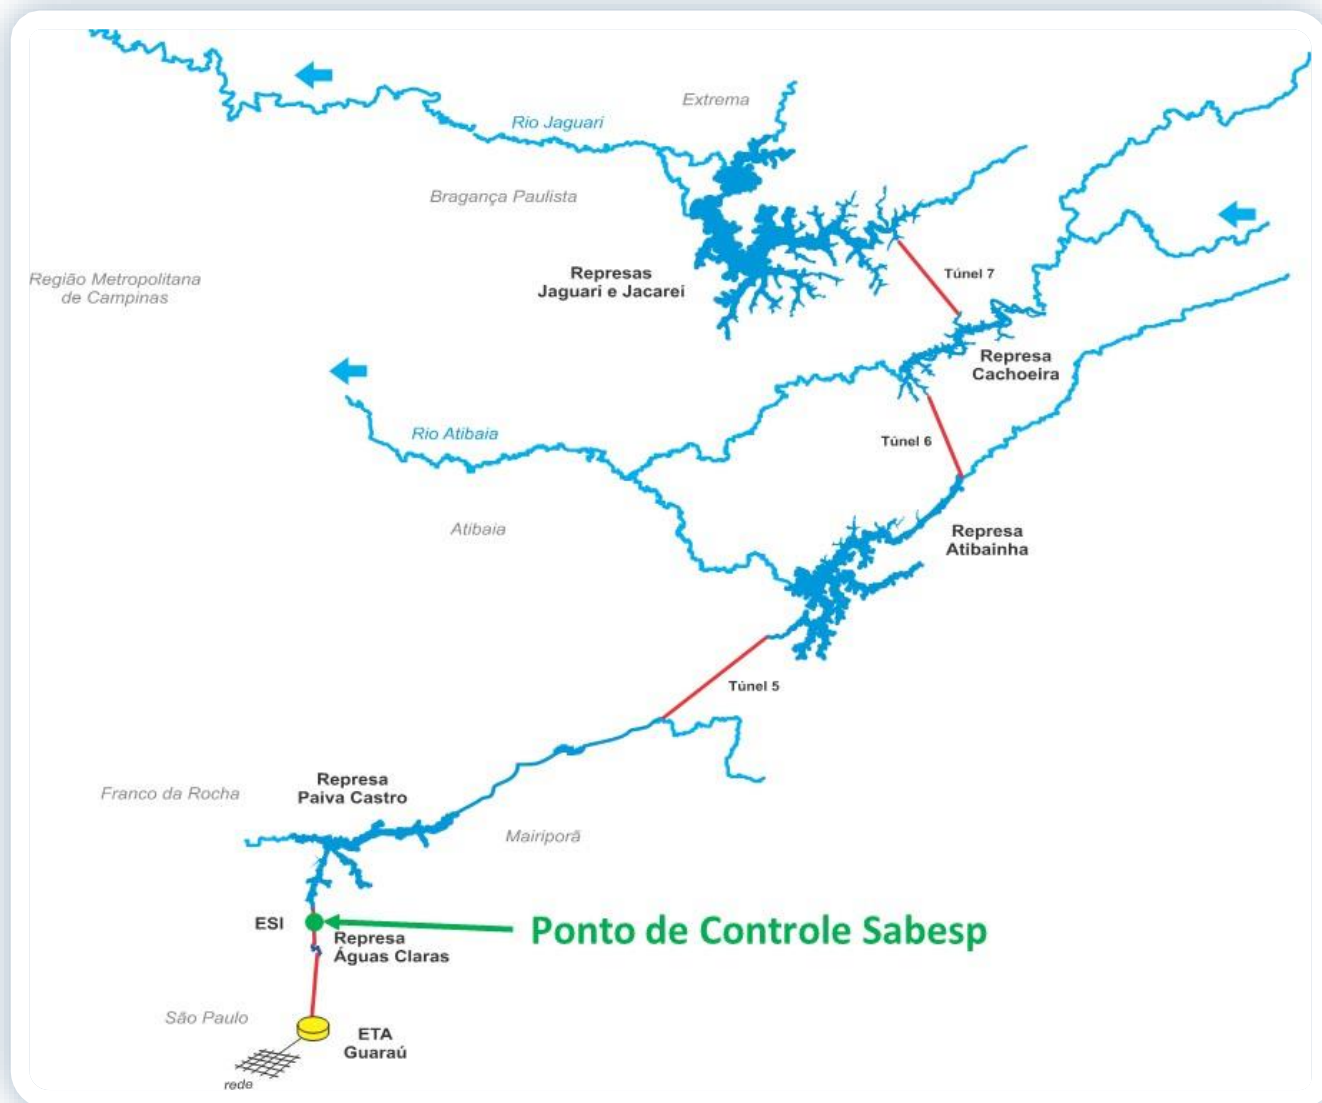 Extrema
Rio Jaguari
Bragança Paulista
Região Metropolitana
de Campinas
Represas
Jaguari e Jacarei
Túnel 7
Represa
Cachoeira
Rio Atibaia
Túnel 6
Atibaia
Represa
Atibainha
Túnel 5
Represa
Paiva Castro
Franco da Rocha
Mairiporã
ESI
Ponto de Controle Sabesp
Represa
Águas Claras
São Paulo
ETA
Guaraú
rede